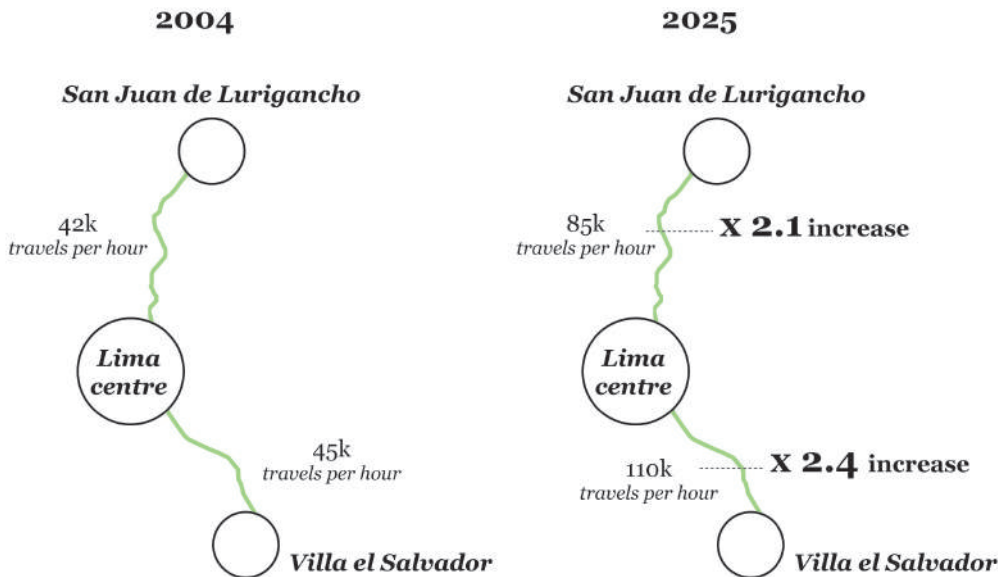 2004
San Juan de Lurigancho
42k
travels per hour
Lima
centre
45k
travels per hour
Villa el Salvador
2025
San Juan de Lurigancho
85k
travels per hour
x 2.1 increase
Lima
centre
110k
travels per hour
x 2.4 increase
Villa el Salvador